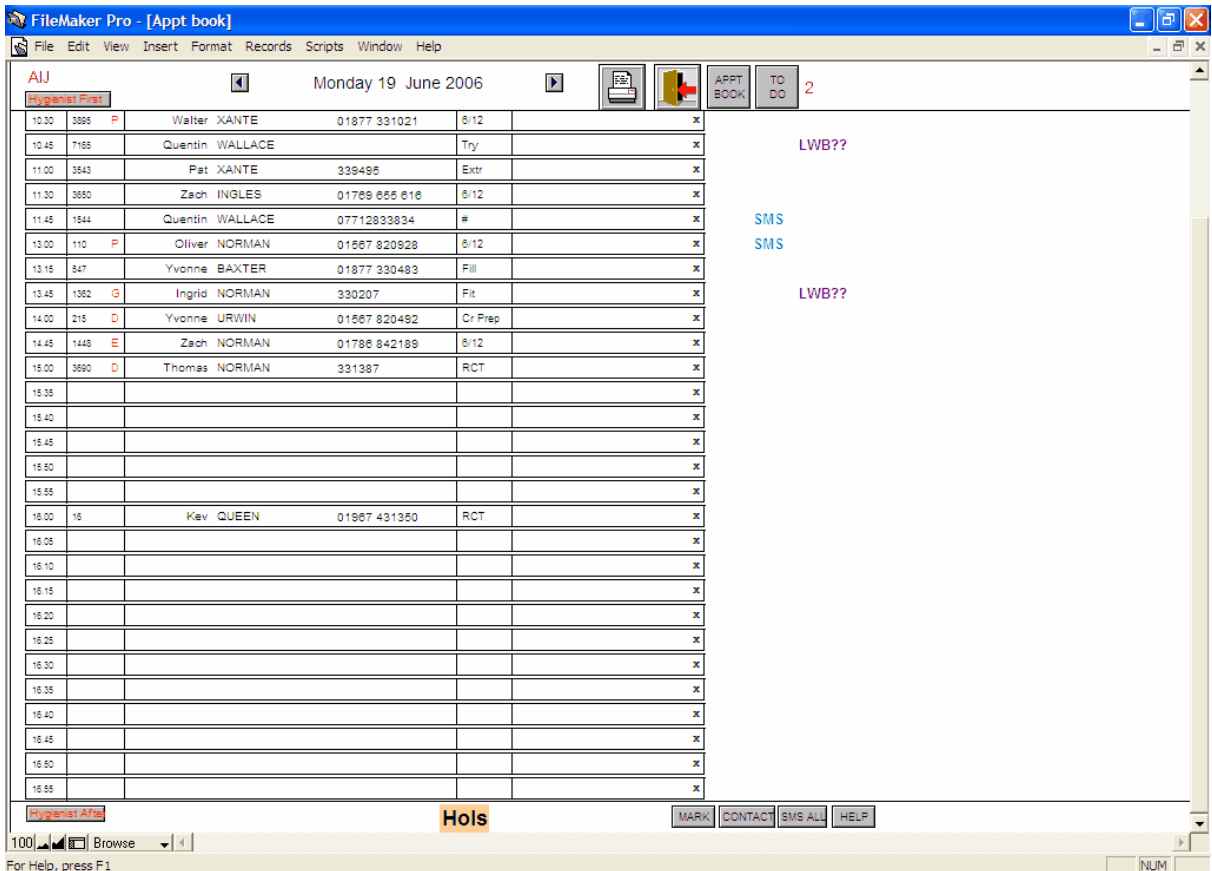 FileMaker Pro - [Appt book]
File Edit View Insert Format Records Scripts Window Help
AIJ
Hygienist First
Monday 19 June 2006
APPT BOOK
TO DO
2
10.30 3895 P Walter XANTE 01877 331021 6/12 x
10.45 7165 Quentin WALLACE Try x LWB??
11.00 3543 Pat XANTE 339495 Extr x
11.30 3650 Zach INGLES 01769 655 616 6/12 x
11.45 1544 Quentin WALLACE 07712833834 # x SMS
13.00 110 P Oliver NORMAN 01567 820928 6/12 x SMS
13.15 547 Yvonne BAXTER 01877 330483 Fill x
13.45 1362 G Ingrid NORMAN 330207 Fit x LWB??
14.00 215 D Yvonne URWIN 01567 820492 Cr Prep x
14.45 1448 E Zach NORMAN 01786 842189 6/12 x
15.00 3690 D Thomas NORMAN 331387 RCT x
15.35 x
15.40 x
15.45 x
15.50 x
15.55 x
16.00 16 Kev QUEEN 01967 431350 RCT x
16.05 x
16.10 x
16.15 x
16.20 x
16.25 x
16.30 x
16.35 x
16.40 x
16.45 x
16.50 x
16.55 x
Hygienist After
Hols
MARK CONTACT SMS ALL HELP
100 Browse
For Help, press F1 NUM